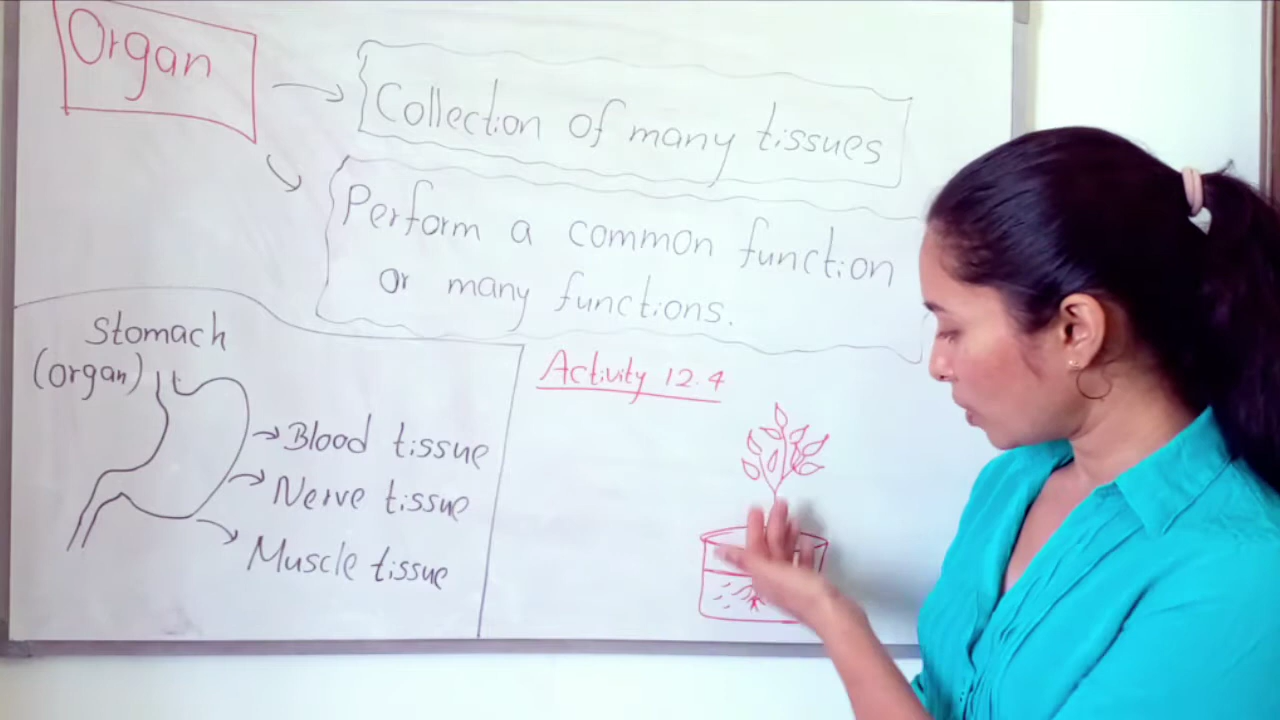 Organ
Collection of many tissues
Perform a common function
or many functions.
Stomach
(organ)
Blood tissue
Nerve tissue
Muscle tissue
Activity 12.4